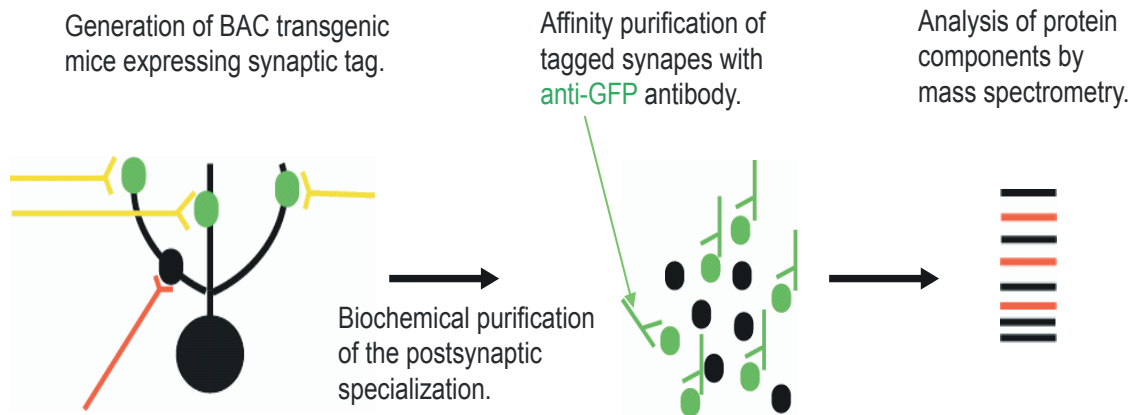 Generation of BAC transgenic
mice expressing synaptic tag.
Affinity purification of
tagged synapes with
anti-GFP antibody.
Analysis of protein
components by
mass spectrometry.
Biochemical purification
of the postsynaptic
specialization.